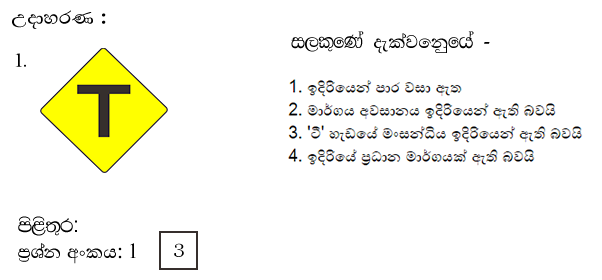 උදාහරණ :
1.
සලකුණේ දැක්වනුයේ -
1. ඉදිරියෙන් පාර වසා ඇත
2. මාර්ගය අවසානය ඉදිරියෙන් ඇති බවයි
3. 'ටී' හැඩයේ මංසන්ධිය ඉදිරියෙන් ඇති බවයි
4. ඉදිරියේ ප්‍රධාන මාර්ගයක් ඇති බවයි
පිළිතුර:
ප්‍රශ්න අංකය: 1 3